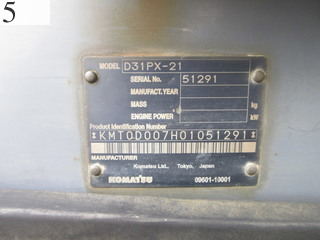 5
MODEL D31PX-21
SERIAL No. 51291
MANUFACT.YEAR
MASS kg
ENGINE POWER kW
Product Identification Number
*KMT0D007H01051291*
MANUFACTURER
Komatsu Ltd., Tokyo, Japan
KOMATSU 09601-10001